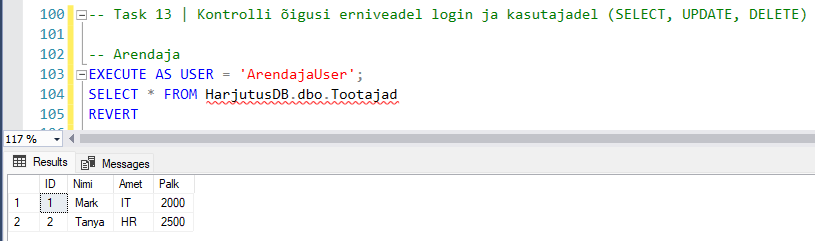 100 -- Task 13 | Kontrolli õigusi erniveadel login ja kasutajadel (SELECT, UPDATE, DELETE)
101
102 -- Arendaja
103 EXECUTE AS USER = 'ArendajaUser';
104 SELECT * FROM HarjutusDB.dbo.Tootajad
105 REVERT
117 %
Results Messages
ID Nimi Amet Palk
1 1 Mark IT 2000
2 2 Tanya HR 2500